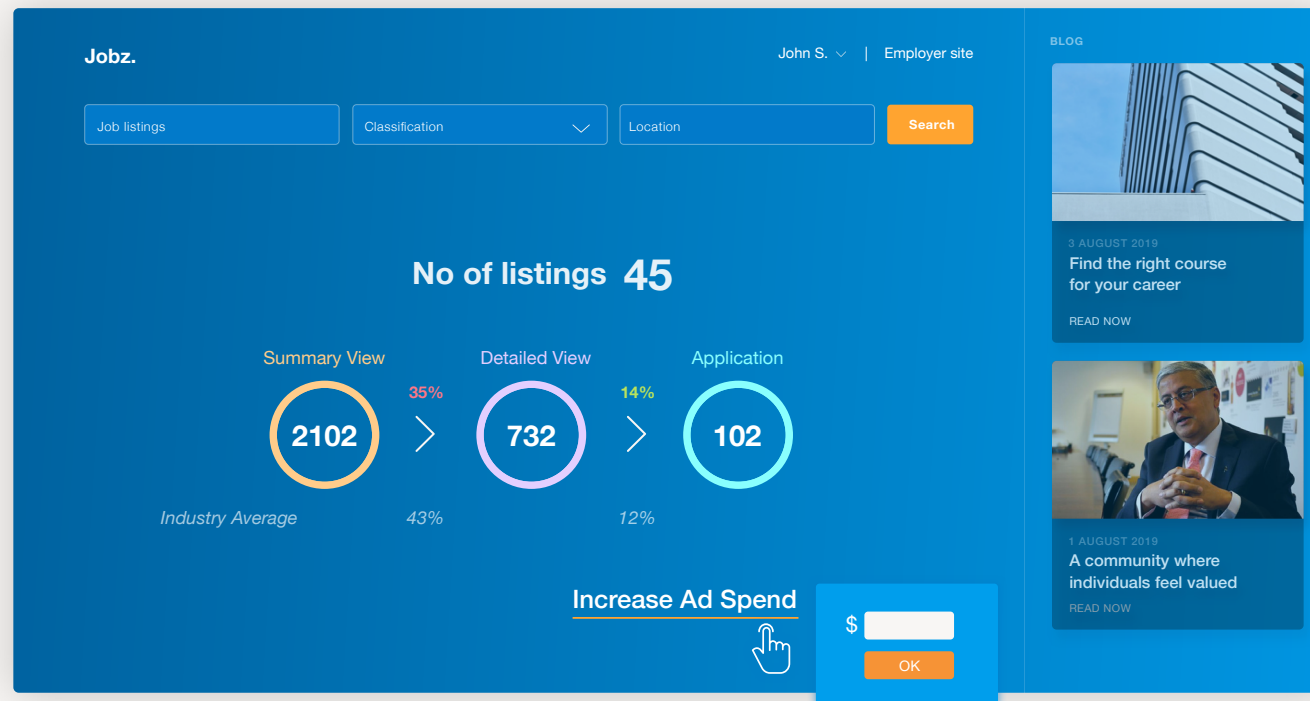 Jobz.
John S. | Employer site
Job listings
Classification
Location
Search
No of listings 45
Summary View
Detailed View
Application
35%
14%
2102
732
102
Industry Average
43%
12%
Increase Ad Spend
$
OK
BLOG
3 AUGUST 2019
Find the right course
for your career
READ NOW
1 AUGUST 2019
A community where
individuals feel valued
READ NOW